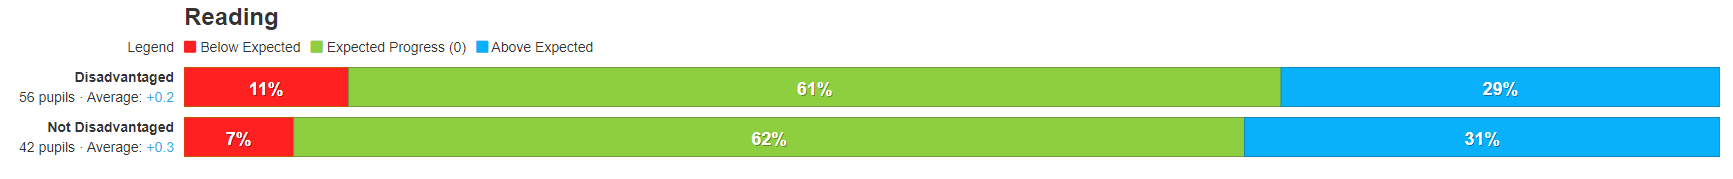 Reading
Legend Below Expected Expected Progress (0) Above Expected
Disadvantaged
56 pupils · Average: +0.2
11% 61% 29%
Not Disadvantaged
42 pupils · Average: +0.3
7% 62% 31%